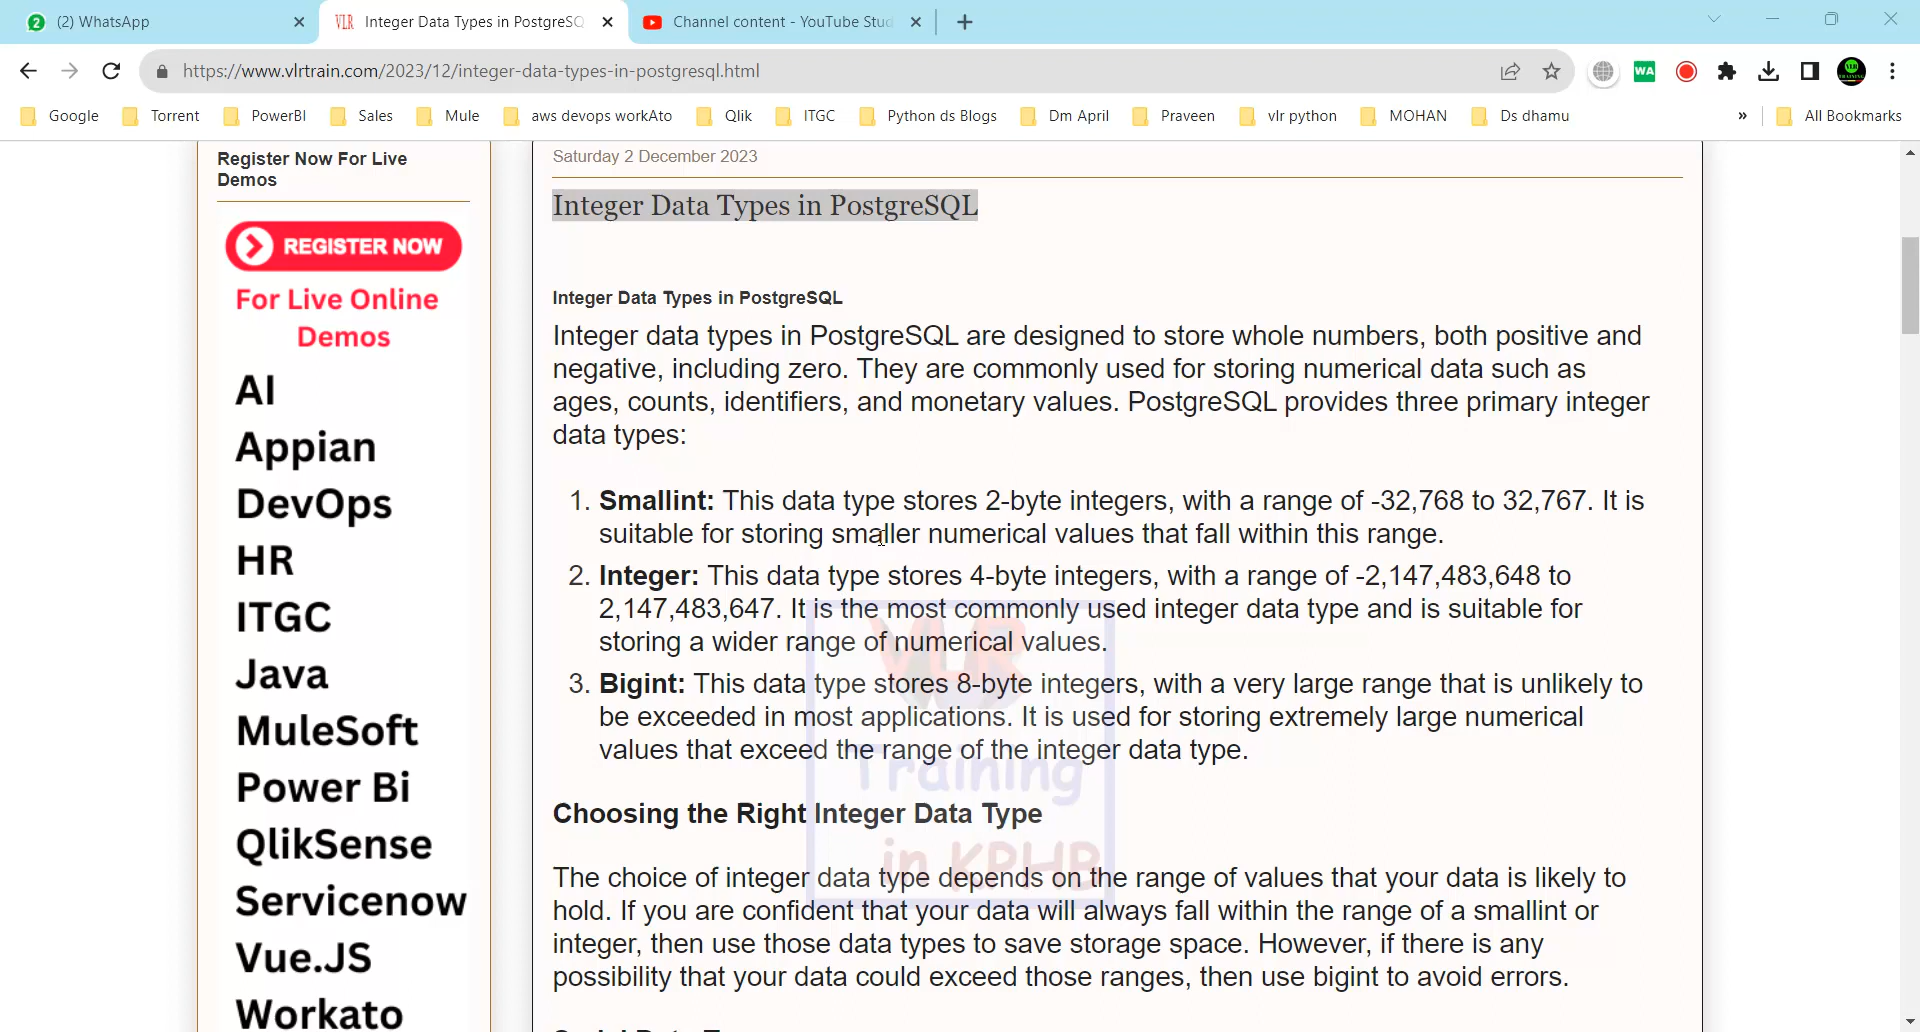 (2) WhatsApp
VLR Integer Data Types in PostgreSQ
Channel content - YouTube Stud
https://www.vlrtrain.com/2023/12/integer-data-types-in-postgresql.html
WA
Google Torrent PowerBI Sales Mule aws devops workAto Qlik ITGC Python ds Blogs Dm April Praveen vlr python MOHAN Ds dhamu » All Bookmarks
Register Now For Live
Demos
REGISTER NOW
For Live Online
Demos
AI
Appian
DevOps
HR
ITGC
Java
MuleSoft
Power Bi
QlikSense
Servicenow
Vue.JS
Workato
Saturday 2 December 2023
Integer Data Types in PostgreSQL
Integer Data Types in PostgreSQL
Integer data types in PostgreSQL are designed to store whole numbers, both positive and
negative, including zero. They are commonly used for storing numerical data such as
ages, counts, identifiers, and monetary values. PostgreSQL provides three primary integer
data types:
1. Smallint: This data type stores 2-byte integers, with a range of -32,768 to 32,767. It is
suitable for storing smaller numerical values that fall within this range.
2. Integer: This data type stores 4-byte integers, with a range of -2,147,483,648 to
2,147,483,647. It is the most commonly used integer data type and is suitable for
storing a wider range of numerical values.
3. Bigint: This data type stores 8-byte integers, with a very large range that is unlikely to
be exceeded in most applications. It is used for storing extremely large numerical
values that exceed the range of the integer data type.
Choosing the Right Integer Data Type
The choice of integer data type depends on the range of values that your data is likely to
hold. If you are confident that your data will always fall within the range of a smallint or
integer, then use those data types to save storage space. However, if there is any
possibility that your data could exceed those ranges, then use bigint to avoid errors.
VLR
Training
in KPHB